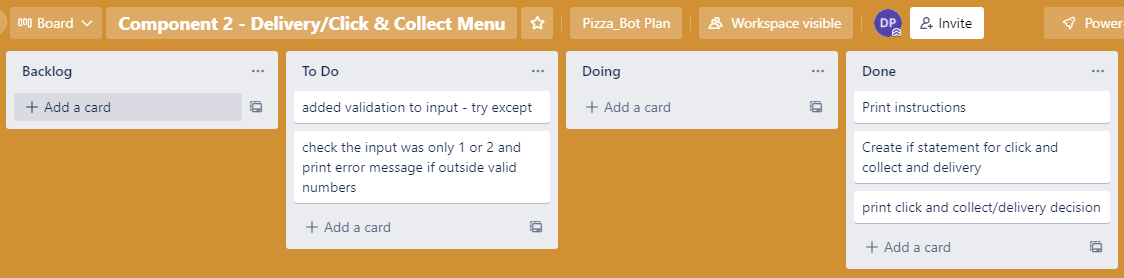 Board
Component 2 - Delivery/Click & Collect Menu
Pizza_Bot Plan
Workspace visible
DP
Invite
Power
Backlog
+ Add a card
To Do
added validation to input - try except
check the input was only 1 or 2 and
print error message if outside valid
numbers
+ Add a card
Doing
+ Add a card
Done
Print instructions
Create if statement for click and
collect and delivery
print click and collect/delivery decision
+ Add a card